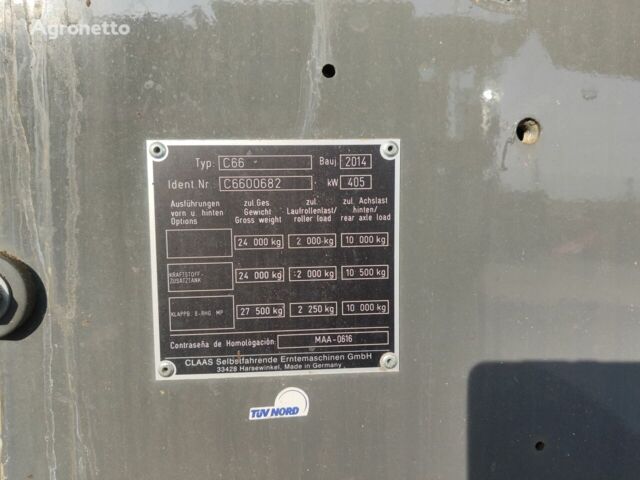 Agronetto
Typ: C66 Bauj 2014
Ident.Nr. C6600682 kW 405
Ausführungen vorn u. hinten Options
zul.Ges. Gewicht Gross weight
zul. Laufrollenlast/ roller load
zul. Achslast hinten/ rear axle load
24 000 kg 2 000 kg 10 000 kg
KRAFTSTOFF-ZUSATZTANK 24 000 kg 2 000 kg 10 500 kg
KLAPPB. E-RHG MP 27 500 kg 2 250 kg 10 000 kg
Contraseña de Homologación: MAA-0616
CLAAS Selbstfahrende Erntemaschinen GmbH
33428 Harsewinkel, Made in Germany
TÜV NORD